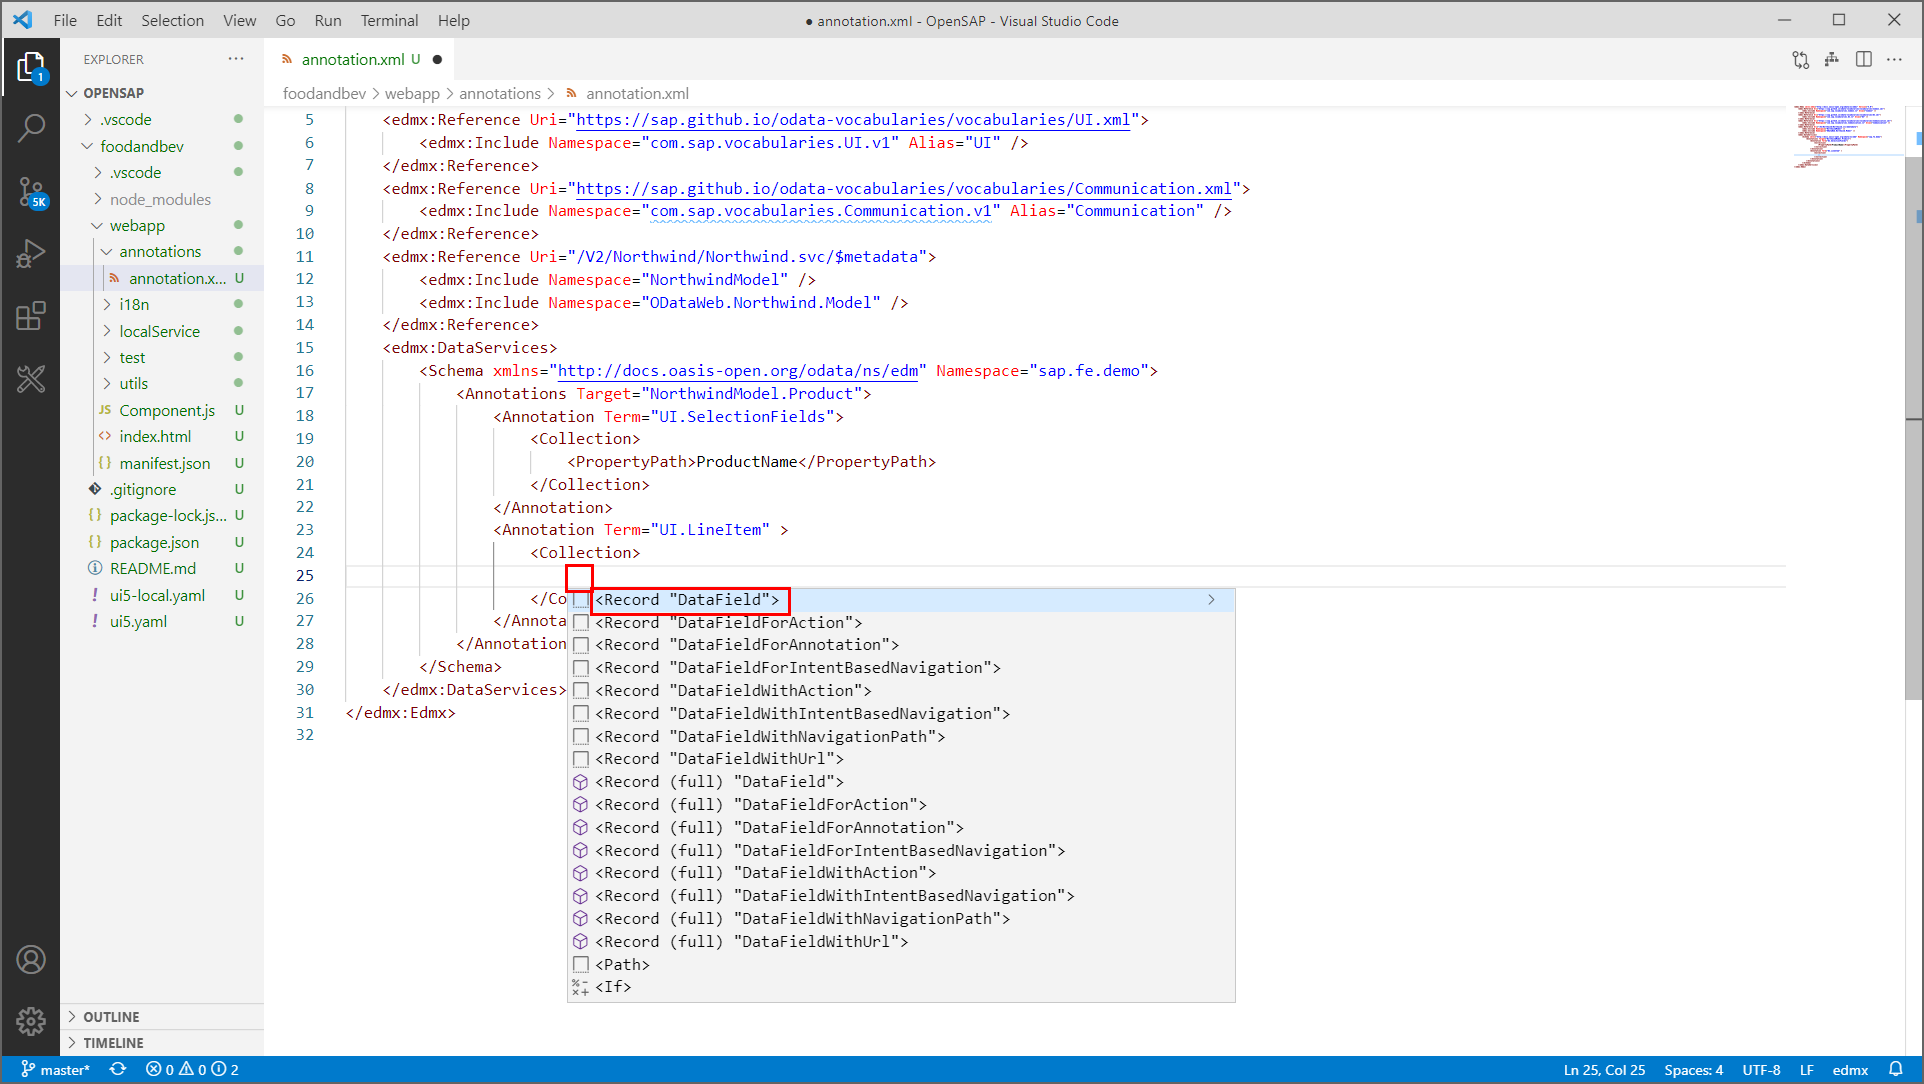 File Edit Selection View Go Run Terminal Help
● annotation.xml - OpenSAP - Visual Studio Code
EXPLORER
annotation.xml U ●
OPENSAP
foodandbev > webapp > annotations > annotation.xml
.vscode
foodandbev
.vscode
node_modules
webapp
annotations
annotation.x... U
i18n
localService
test
utils
JS Component.js U
<> index.html U
{} manifest.json U
.gitignore U
{} package-lock.js... U
{} package.json U
README.md U
! ui5-local.yaml U
! ui5.yaml U
OUTLINE
TIMELINE
1
5K
5 <edmx:Reference Uri="https://sap.github.io/odata-vocabularies/vocabularies/UI.xml">
6 <edmx:Include Namespace="com.sap.vocabularies.UI.v1" Alias="UI" />
7 </edmx:Reference>
8 <edmx:Reference Uri="https://sap.github.io/odata-vocabularies/vocabularies/Communication.xml">
9 <edmx:Include Namespace="com.sap.vocabularies.Communication.v1" Alias="Communication" />
10 </edmx:Reference>
11 <edmx:Reference Uri="/V2/Northwind/Northwind.svc/$metadata">
12 <edmx:Include Namespace="NorthwindModel" />
13 <edmx:Include Namespace="ODataWeb.Northwind.Model" />
14 </edmx:Reference>
15 <edmx:DataServices>
16 <Schema xmlns="http://docs.oasis-open.org/odata/ns/edm" Namespace="sap.fe.demo">
17 <Annotations Target="NorthwindModel.Product">
18 <Annotation Term="UI.SelectionFields">
19 <Collection>
20 <PropertyPath>ProductName</PropertyPath>
21 </Collection>
22 </Annotation>
23 <Annotation Term="UI.LineItem" >
24 <Collection>
25
26 </Co
27 </Annota
28 </Annotation
29 </Schema>
30 </edmx:DataServices>
31 </edmx:Edmx>
32
<Record "DataField">
<Record "DataFieldForAction">
<Record "DataFieldForAnnotation">
<Record "DataFieldForIntentBasedNavigation">
<Record "DataFieldWithAction">
<Record "DataFieldWithIntentBasedNavigation">
<Record "DataFieldWithNavigationPath">
<Record "DataFieldWithUrl">
<Record (full) "DataField">
<Record (full) "DataFieldForAction">
<Record (full) "DataFieldForAnnotation">
<Record (full) "DataFieldForIntentBasedNavigation">
<Record (full) "DataFieldWithAction">
<Record (full) "DataFieldWithIntentBasedNavigation">
<Record (full) "DataFieldWithNavigationPath">
<Record (full) "DataFieldWithUrl">
<Path>
<If>
master* 0 0 2
Ln 25, Col 25 Spaces: 4 UTF-8 LF edmx